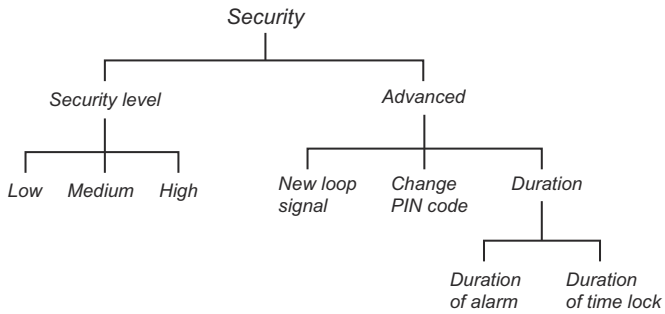 Security
Security level
Advanced
Low
Medium
High
New loop
signal
Change
PIN code
Duration
Duration
of alarm
Duration
of time lock